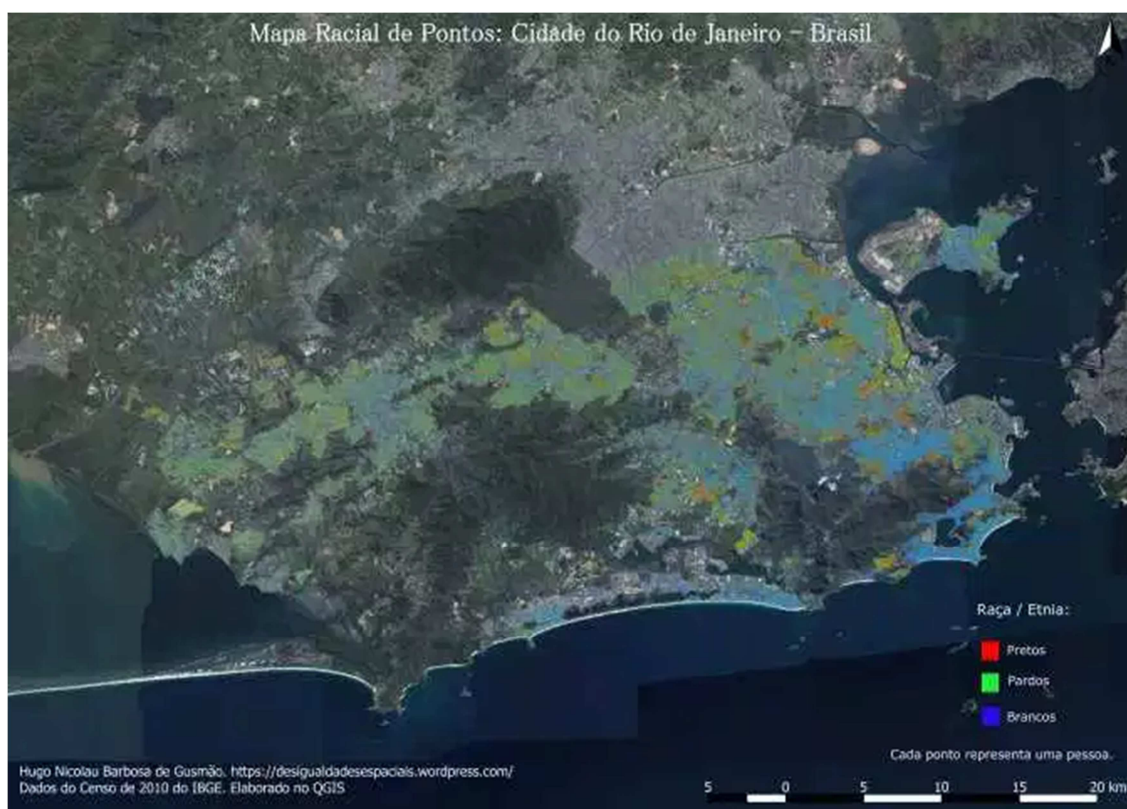 Mapa Racial de Pontos: Cidade do Rio de Janeiro – Brasil
Raça / Etnia:
Pretos
Pardos
Brancos
Cada ponto representa uma pessoa.
Hugo Nicolau Barbosa de Gusmão. https://desigualdadesespaciais.wordpress.com/
Dados do Censo de 2010 do IBGE. Elaborado no QGIS
5 0 5 10 15 20 km